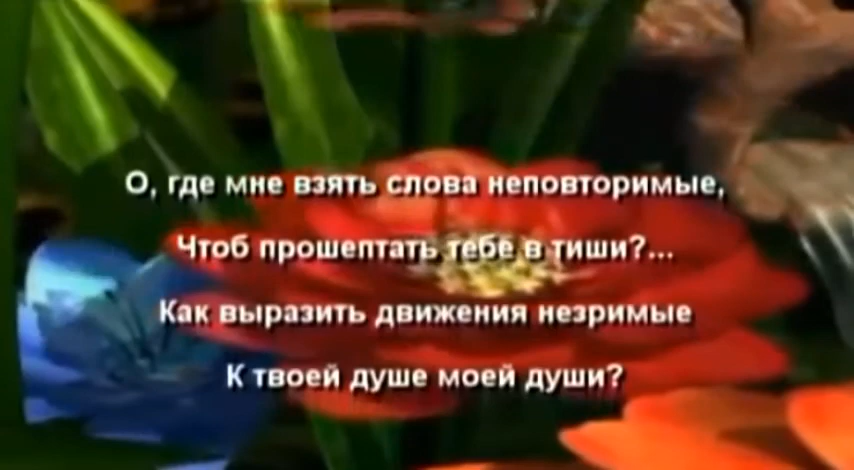 О, где мне взять слова неповторимые,
Чтоб прошептать тебе в тиши?...
Как выразить движения незримые
К твоей душе моей души?